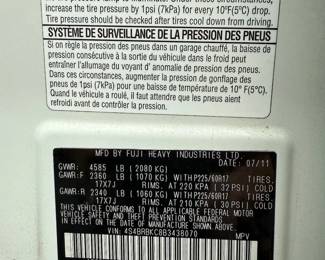 increase the tire pressure by 1psi (7kPa) for every 10°F(5°C) drop.
Tire pressure should be checked after tires cool down from driving.
SYSTÈME DE SURVEILLANCE DE LA PRESSION DES PNEUS
Si on règle la pression des pneus dans un garage chauffé, la baisse de
pression consécutive à la sortie du véhicule dans le froid peut
entraîner l'allumage du voyant d' anomalie de pression des pneus.
Dans ces circonstances, augmenter la pression de gonflage des
pneus de 1psi (7kPa) pour une baisse de température de 10° F(5°C).
Quand le véhicule a roulé, il faut attendre que les pneus aient
refroidi avant de contrôler la pression.
MFD BY FUJI HEAVY INDUSTRIES LTD.
DATE: 07/11
GVWR: 4585 LB ( 2080 KG)
GAWR:F 2360 LB ( 1070 KG) WITH P225/60R17 TIRES,
17X7J RIMS, AT 220 KPA ( 32 PSI) COLD
GAWR:R 2340 LB ( 1060 KG) WITH P225/60R17 TIRES,
17X7J RIMS, AT 210 KPA ( 30 PSI) COLD
THIS VEHICLE CONFORMS TO ALL APPLICABLE FEDERAL MOTOR
VEHICLE SAFETY
IN EFFECT ON THE DATE OF MANUFACTURE SHOWN ABOVE.
VIN: 4S4BRBKC8B3438070 MPV